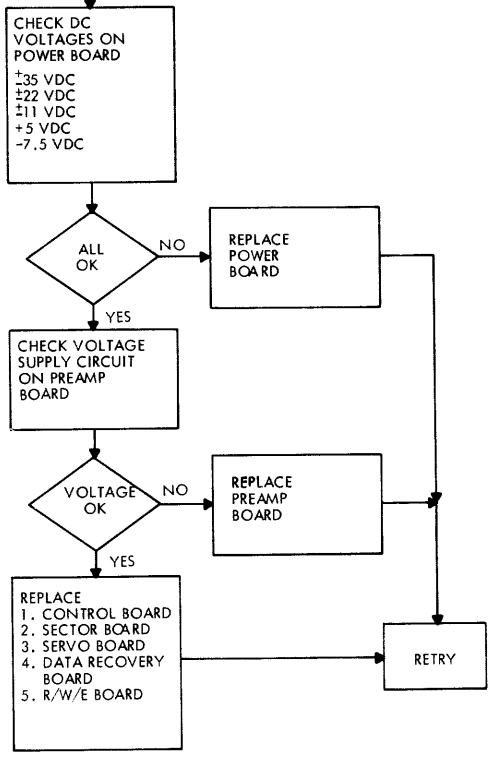 CHECK DC
VOLTAGES ON
POWER BOARD
±35 VDC
±22 VDC
±11 VDC
+5 VDC
-7.5 VDC
ALL
OK
NO
REPLACE
POWER
BOARD
YES
CHECK VOLTAGE
SUPPLY CIRCUIT
ON PREAMP
BOARD
VOLTAGE
OK
NO
REPLACE
PREAMP
BOARD
YES
REPLACE
1. CONTROL BOARD
2. SECTOR BOARD
3. SERVO BOARD
4. DATA RECOVERY
BOARD
5. R/W/E BOARD
RETRY